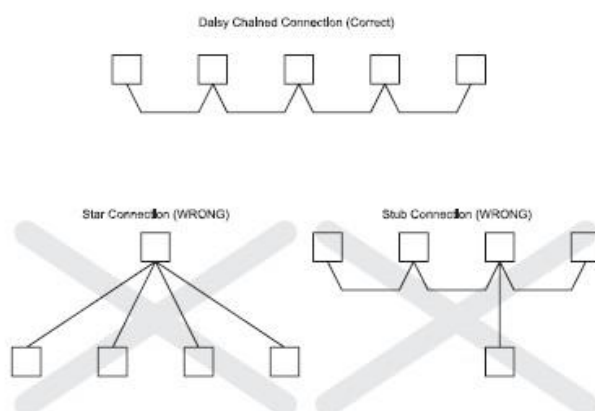 Daisy Chained Connection (Correct)
Star Connection (WRONG)
Stub Connection (WRONG)